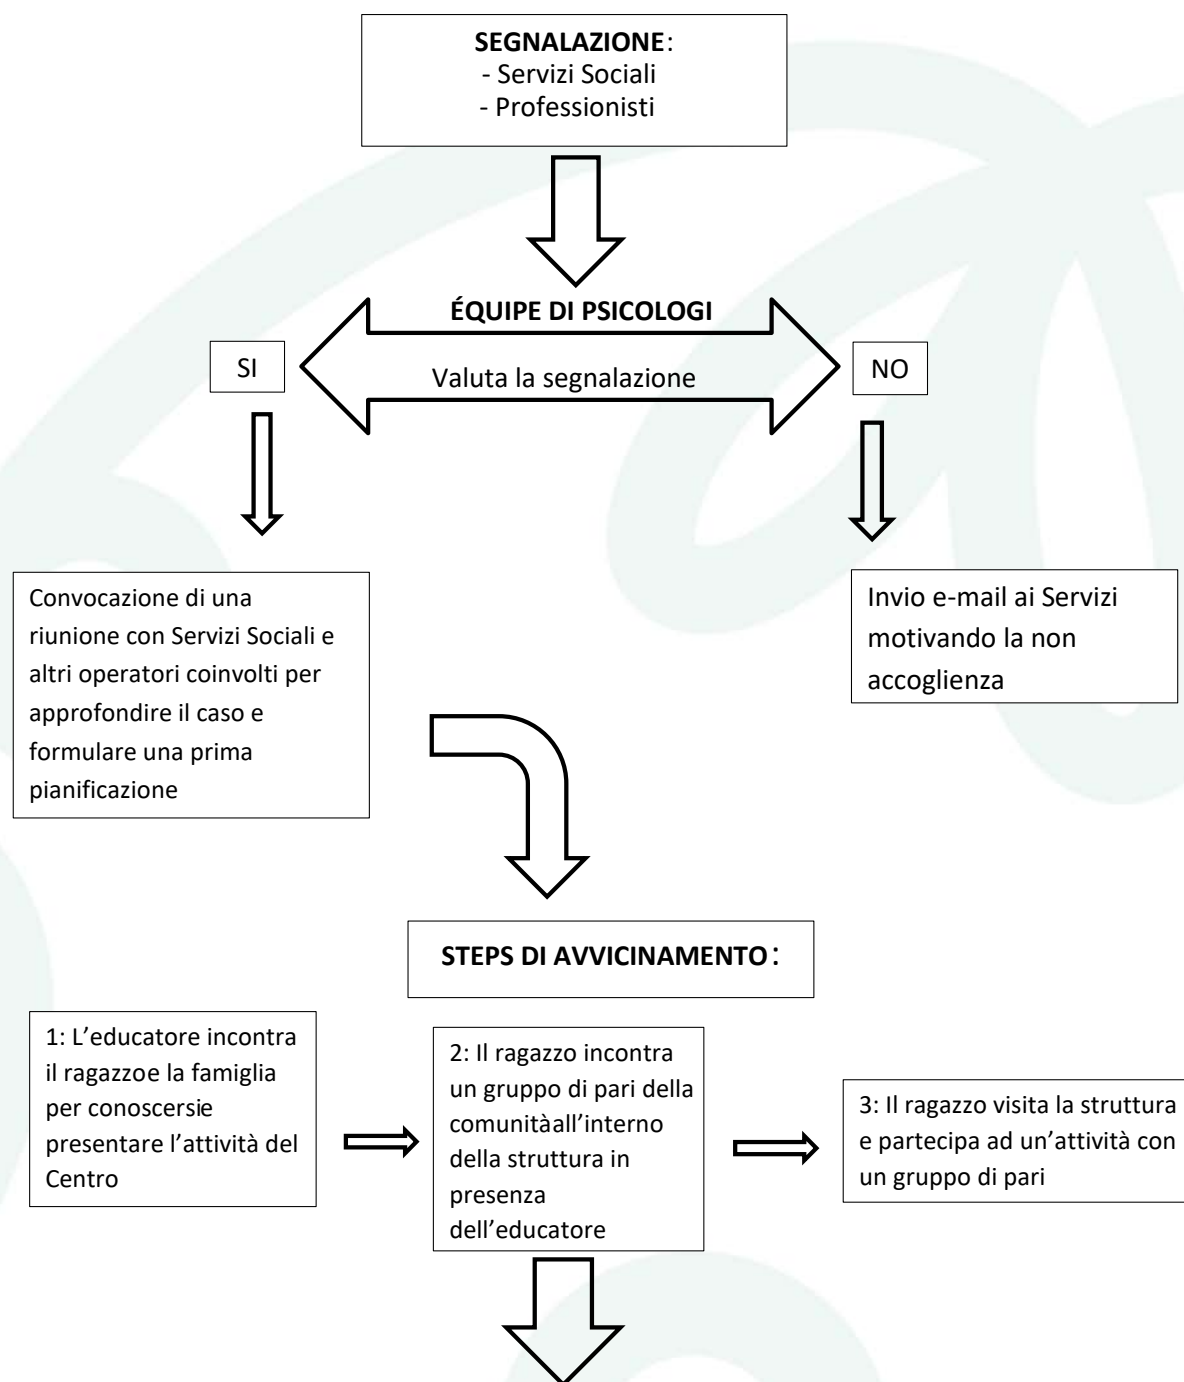 SEGNALAZIONE:
- Servizi Sociali
- Professionisti
ÉQUIPE DI PSICOLOGI
Valuta la segnalazione
SI
NO
Convocazione di una
riunione con Servizi Sociali e
altri operatori coinvolti per
approfondire il caso e
formulare una prima
pianificazione
Invio e-mail ai Servizi
motivando la non
accoglienza
STEPS DI AVVICINAMENTO:
1: L'educatore incontra
il ragazzoe la famiglia
per conoscersie
presentare l'attività del
Centro
2: Il ragazzo incontra
un gruppo di pari della
comunitàall'interno
della struttura in
presenza
dell'educatore
3: Il ragazzo visita la struttura
e partecipa ad un'attività con
un gruppo di pari